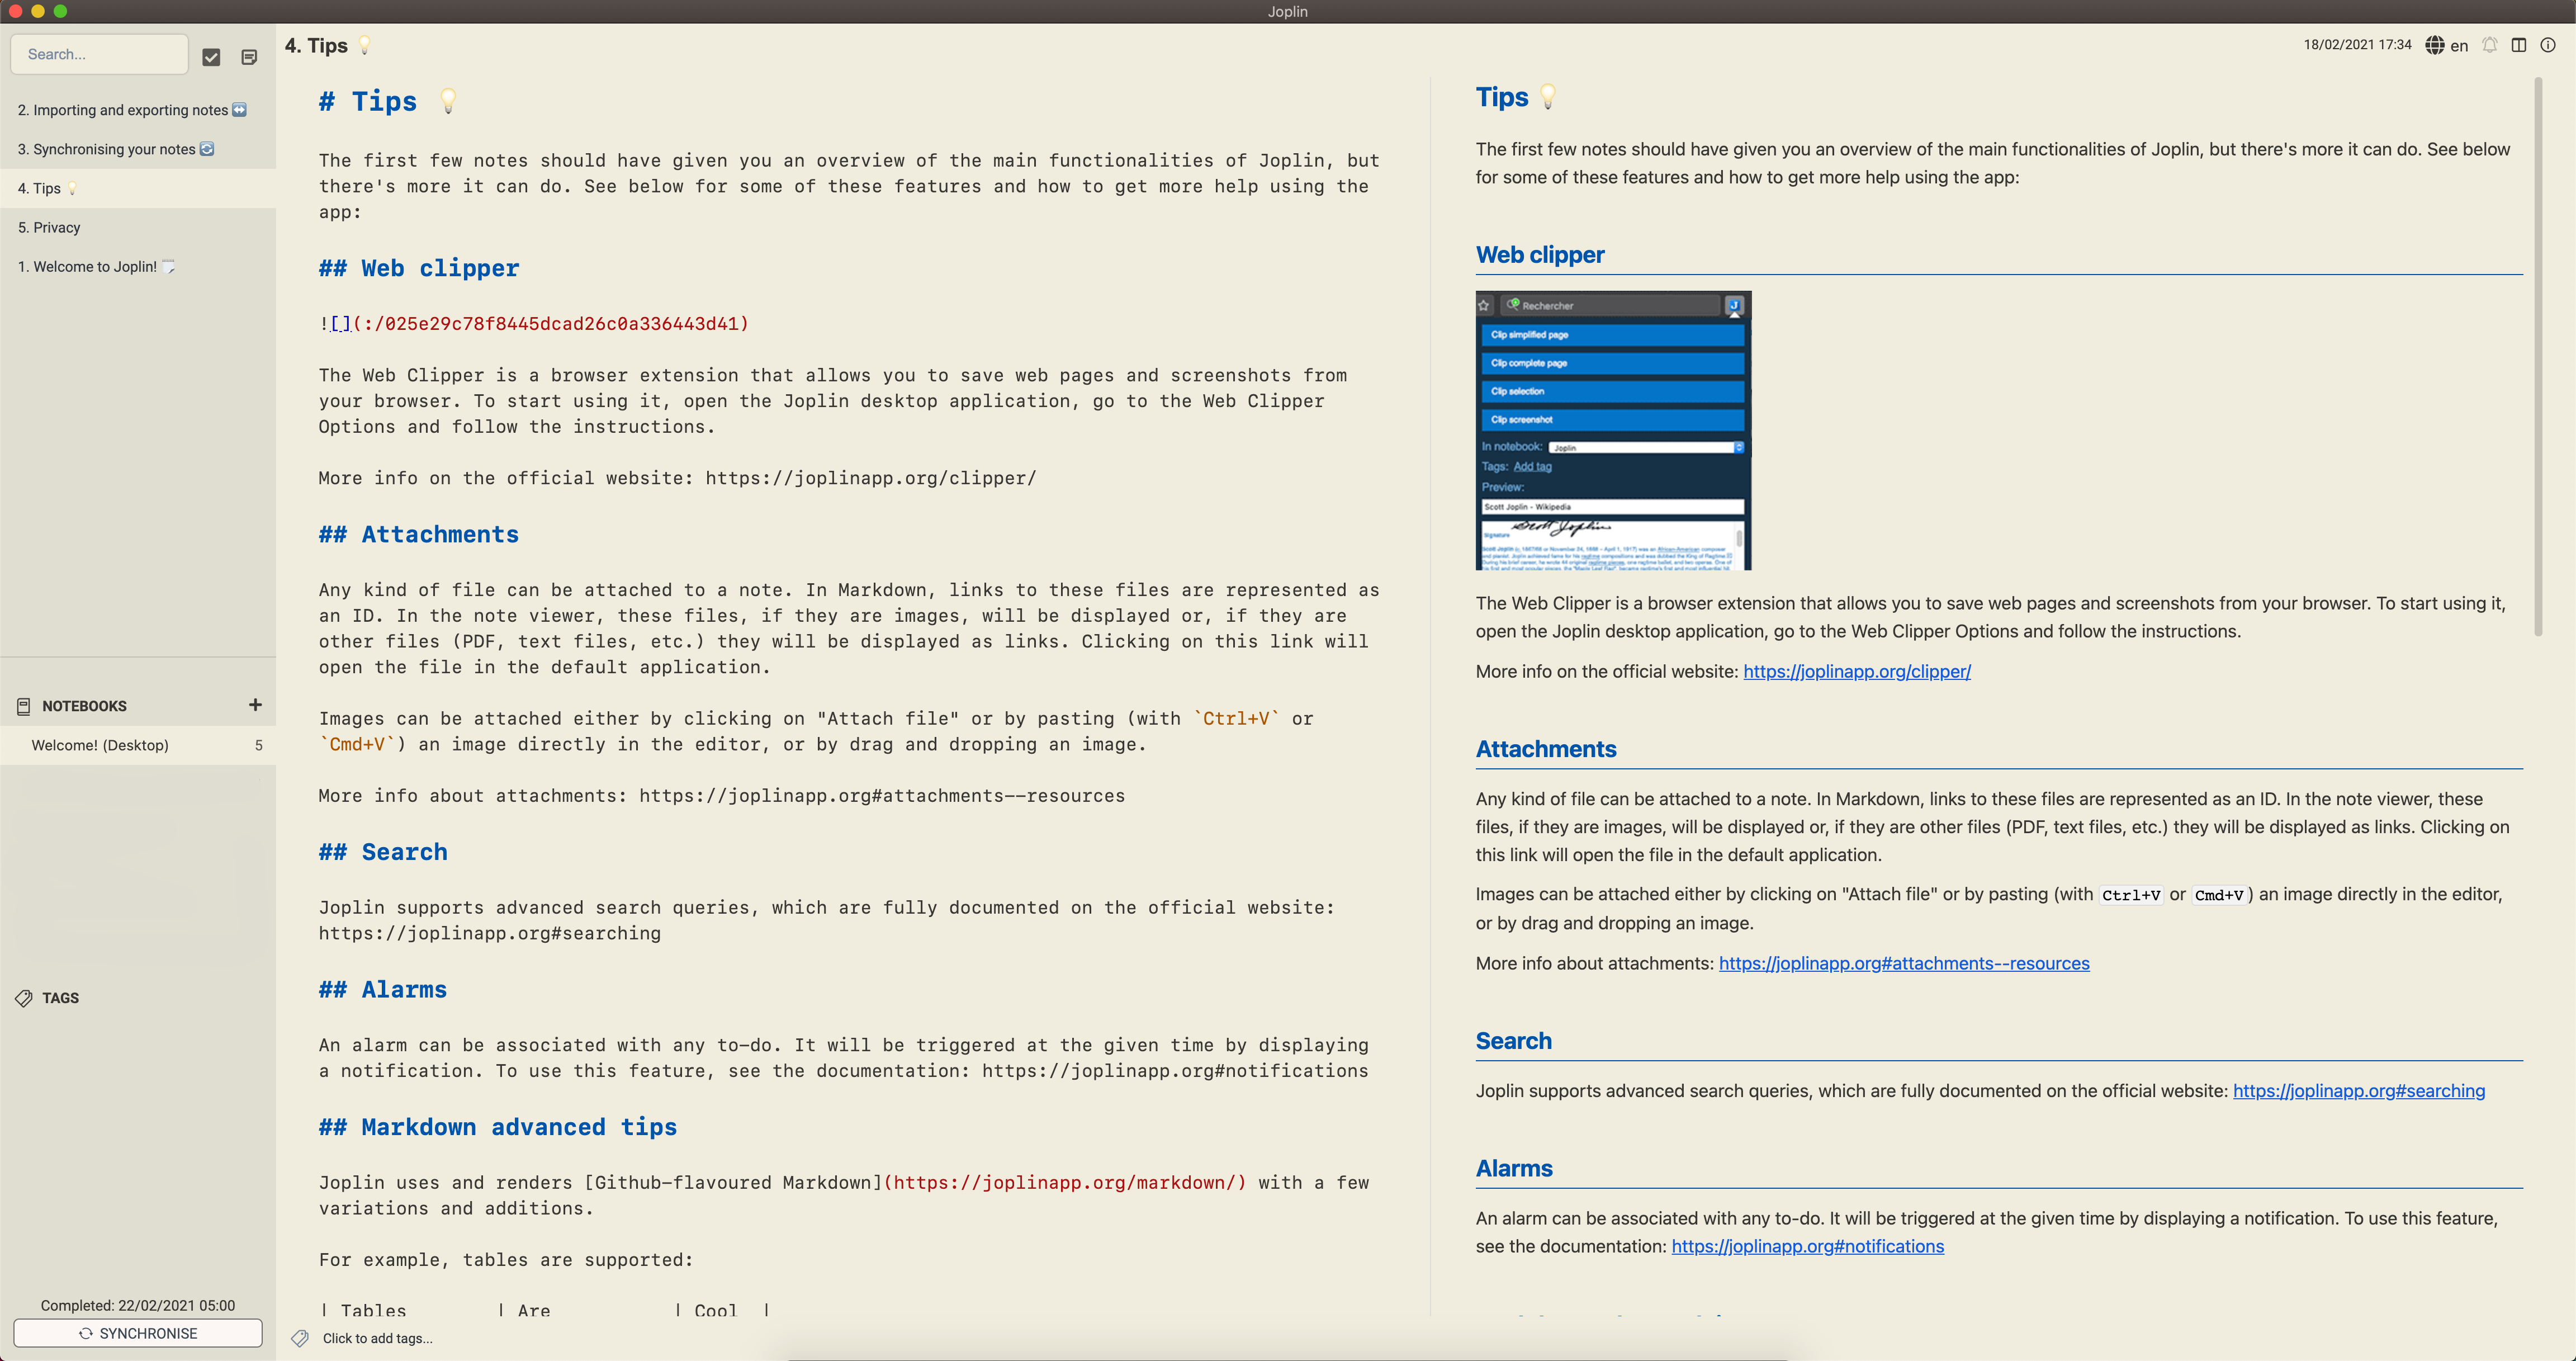 Joplin
Search...
2. Importing and exporting notes ↔️
3. Synchronising your notes 🔄
4. Tips 💡
5. Privacy
1. Welcome to Joplin! 🗒️
NOTEBOOKS +
Welcome! (Desktop) 5
TAGS
Completed: 22/02/2021 05:00
SYNCHRONISE
4. Tips 💡
18/02/2021 17:34 en
# Tips 💡
The first few notes should have given you an overview of the main functionalities of Joplin, but
there's more it can do. See below for some of these features and how to get more help using the
app:
## Web clipper
![](:/025e29c78f8445dcad26c0a336443d41)
The Web Clipper is a browser extension that allows you to save web pages and screenshots from
your browser. To start using it, open the Joplin desktop application, go to the Web Clipper
Options and follow the instructions.
More info on the official website: https://joplinapp.org/clipper/
## Attachments
Any kind of file can be attached to a note. In Markdown, links to these files are represented as
an ID. In the note viewer, these files, if they are images, will be displayed or, if they are
other files (PDF, text files, etc.) they will be displayed as links. Clicking on this link will
open the file in the default application.
Images can be attached either by clicking on "Attach file" or by pasting (with `Ctrl+V` or
`Cmd+V`) an image directly in the editor, or by drag and dropping an image.
More info about attachments: https://joplinapp.org#attachments--resources
## Search
Joplin supports advanced search queries, which are fully documented on the official website:
https://joplinapp.org#searching
## Alarms
An alarm can be associated with any to-do. It will be triggered at the given time by displaying
a notification. To use this feature, see the documentation: https://joplinapp.org#notifications
## Markdown advanced tips
Joplin uses and renders [Github-flavoured Markdown](https://joplinapp.org/markdown/) with a few
variations and additions.
For example, tables are supported:
| Tables | Are | Cool |
Click to add tags...
Tips 💡
The first few notes should have given you an overview of the main functionalities of Joplin, but there's more it can do. See below
for some of these features and how to get more help using the app:
Web clipper
Rechercher
Clip simplified page
Clip complete page
Clip selection
Clip screenshot
In notebook: Joplin
Tags: Add tag
Preview:
Scott Joplin - Wikipedia
Scott Joplin
Signature
The Web Clipper is a browser extension that allows you to save web pages and screenshots from your browser. To start using it,
open the Joplin desktop application, go to the Web Clipper Options and follow the instructions.
More info on the official website: https://joplinapp.org/clipper/
Attachments
Any kind of file can be attached to a note. In Markdown, links to these files are represented as an ID. In the note viewer, these
files, if they are images, will be displayed or, if they are other files (PDF, text files, etc.) they will be displayed as links. Clicking on
this link will open the file in the default application.
Images can be attached either by clicking on "Attach file" or by pasting (with Ctrl+V or Cmd+V) an image directly in the editor,
or by drag and dropping an image.
More info about attachments: https://joplinapp.org#attachments--resources
Search
Joplin supports advanced search queries, which are fully documented on the official website: https://joplinapp.org#searching
Alarms
An alarm can be associated with any to-do. It will be triggered at the given time by displaying a notification. To use this feature,
see the documentation: https://joplinapp.org#notifications